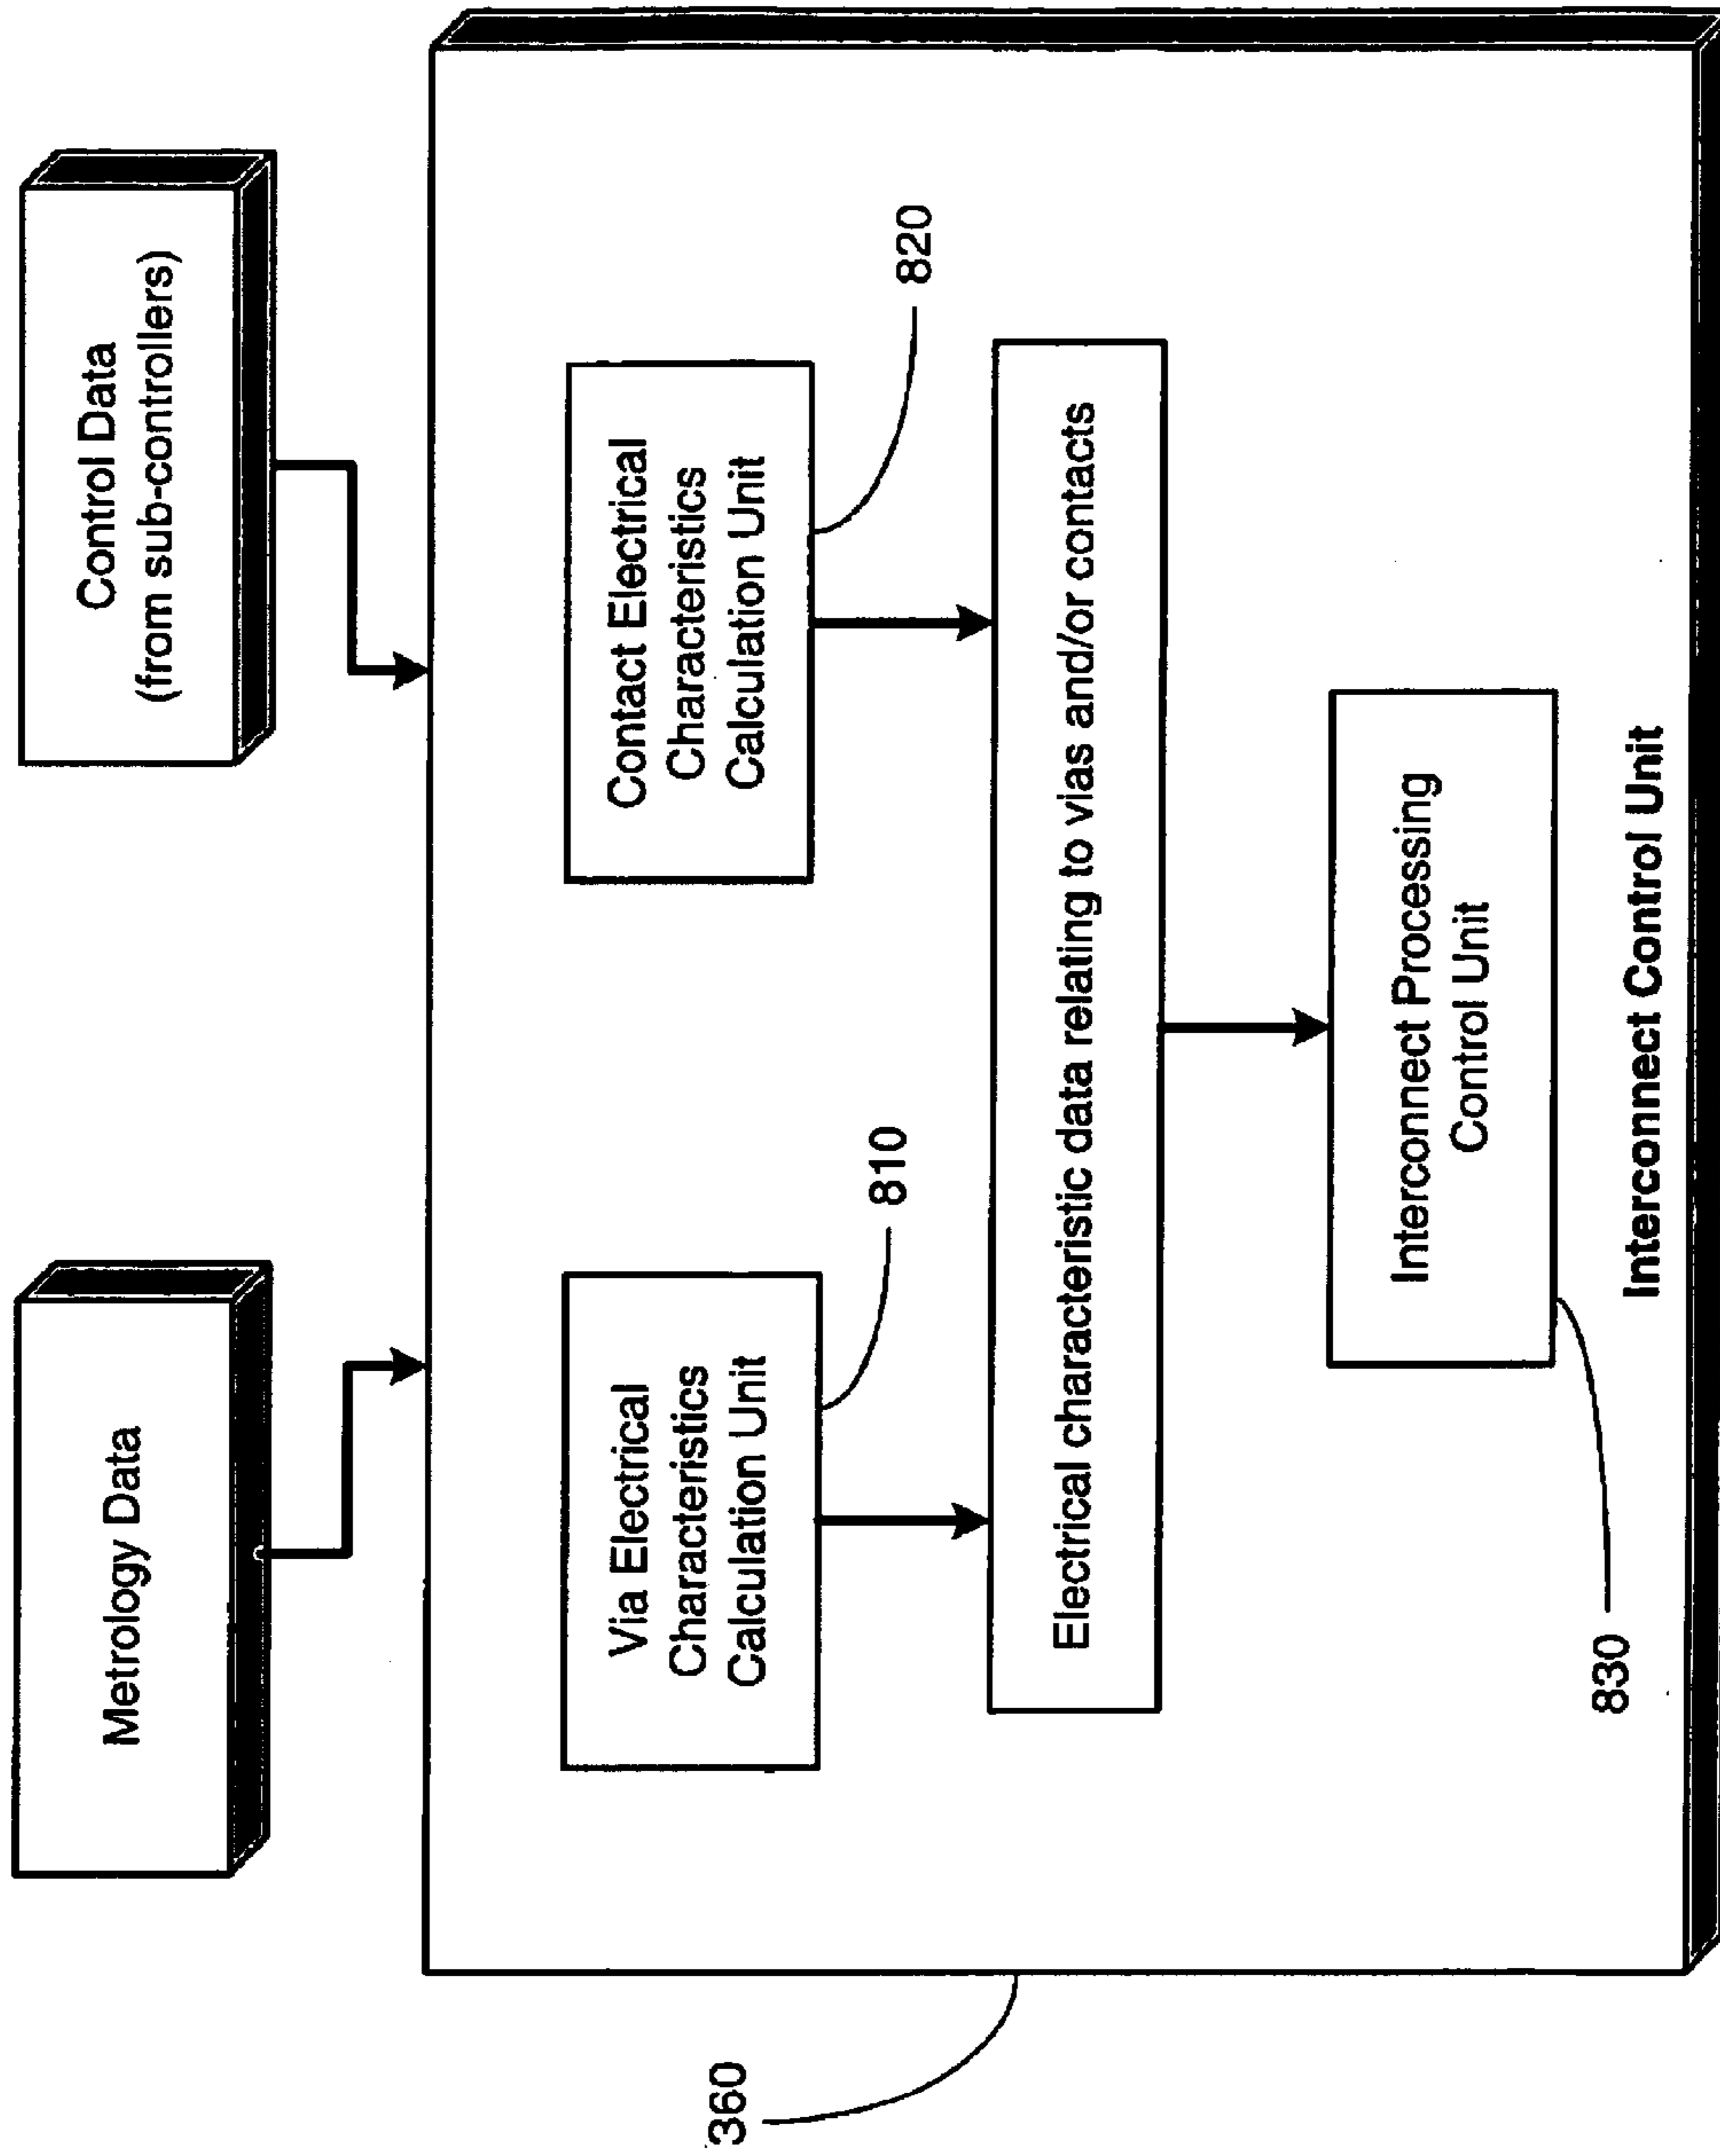 Metrology Data
Control Data
(from sub-controllers)
Via Electrical
Characteristics
Calculation Unit
810
Contact Electrical
Characteristics
Calculation Unit
820
Electrical characteristic data relating to vias and/or contacts
360
Interconnect Processing
Control Unit
830
Interconnect Control Unit